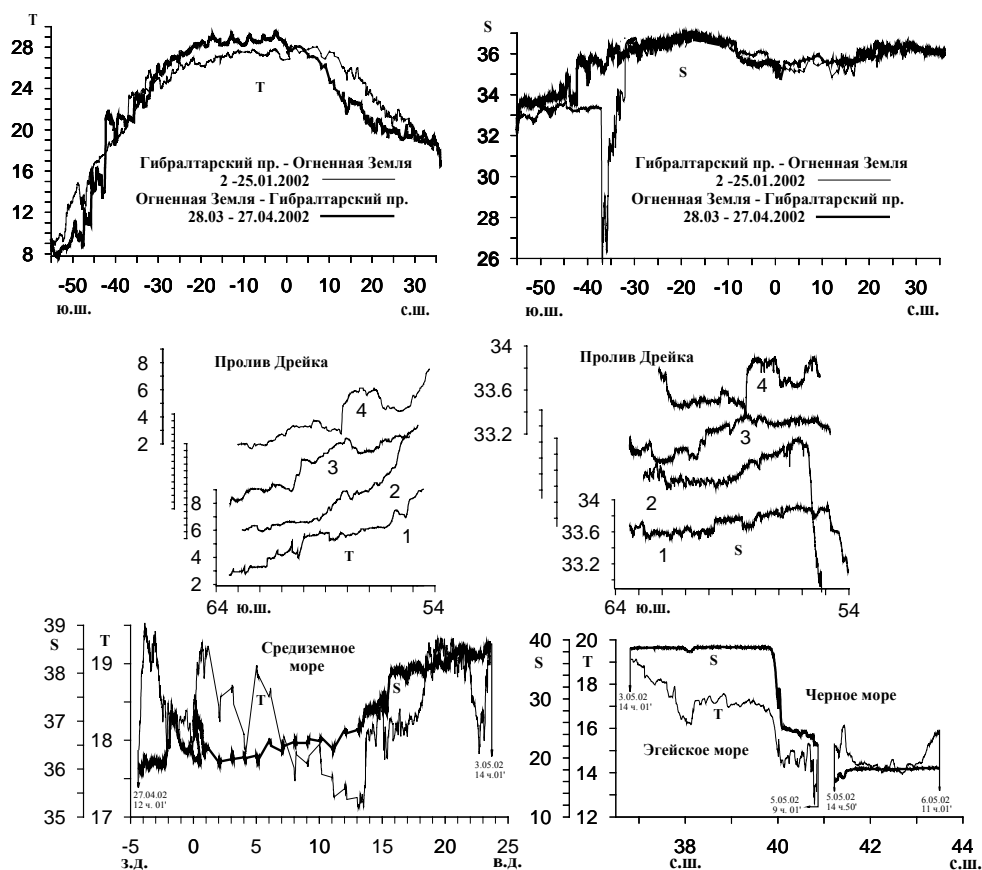 T
28
24
20
16
12
8
Гибралтарский пр. - Огненная Земля
2 -25.01.2002
Огненная Земля - Гибралтарский пр.
28.03 - 27.04.2002
-50 -40 -30 -20 -10 0 10 20 30
ю.ш. с.ш.
T
S
36
34
32
30
28
26
S
Гибралтарский пр. - Огненная Земля
2 -25.01.2002
Огненная Земля - Гибралтарский пр.
28.03 - 27.04.2002
-50 -40 -30 -20 -10 0 10 20 30
ю.ш. с.ш.
Пролив Дрейка
8
6
4
2
4
3
2
1
T
8
6
4
2
64 ю.ш. 54
Пролив Дрейка
34
33.6
33.2
4
3
2
1
S
34
33.6
33.2
64 ю.ш. 54
39
S
38
37
36
35
T
19
18
17
Средиземное
море
T
S
27.04.02
12 ч. 01'
3.05.02
14 ч. 01'
-5 0 5 10 15 20 25
з.д. в.д.
40
S
30
20
10
20
T
18
16
14
12
S
T
3.05.02
14 ч. 01'
Черное море
Эгейское море
5.05.02
9 ч. 01'
5.05.02
14 ч.50'
6.05.02
11 ч.01'
38 40 42 44
с.ш. с.ш.